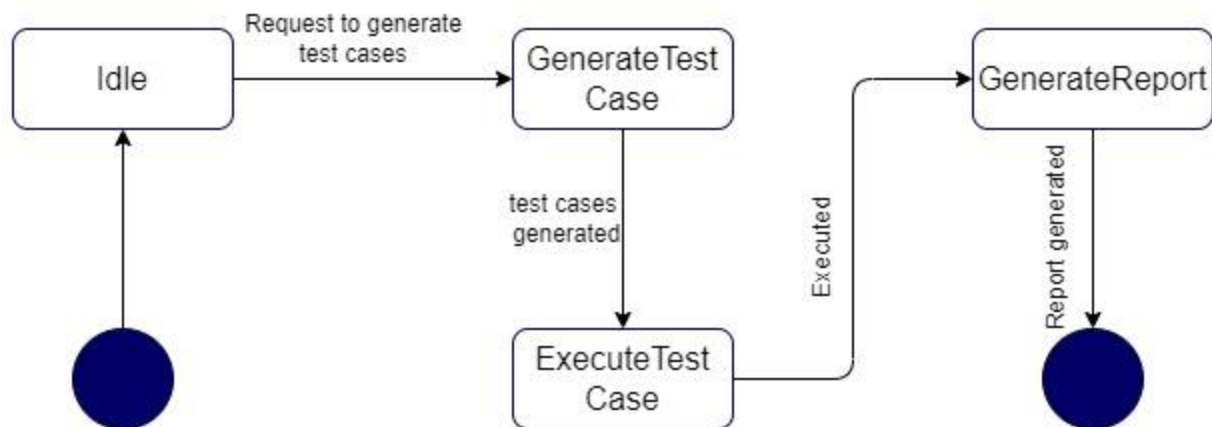 Idle
Request to generate
test cases
GenerateTest
Case
test cases
generated
ExecuteTest
Case
Executed
GenerateReport
Report generated